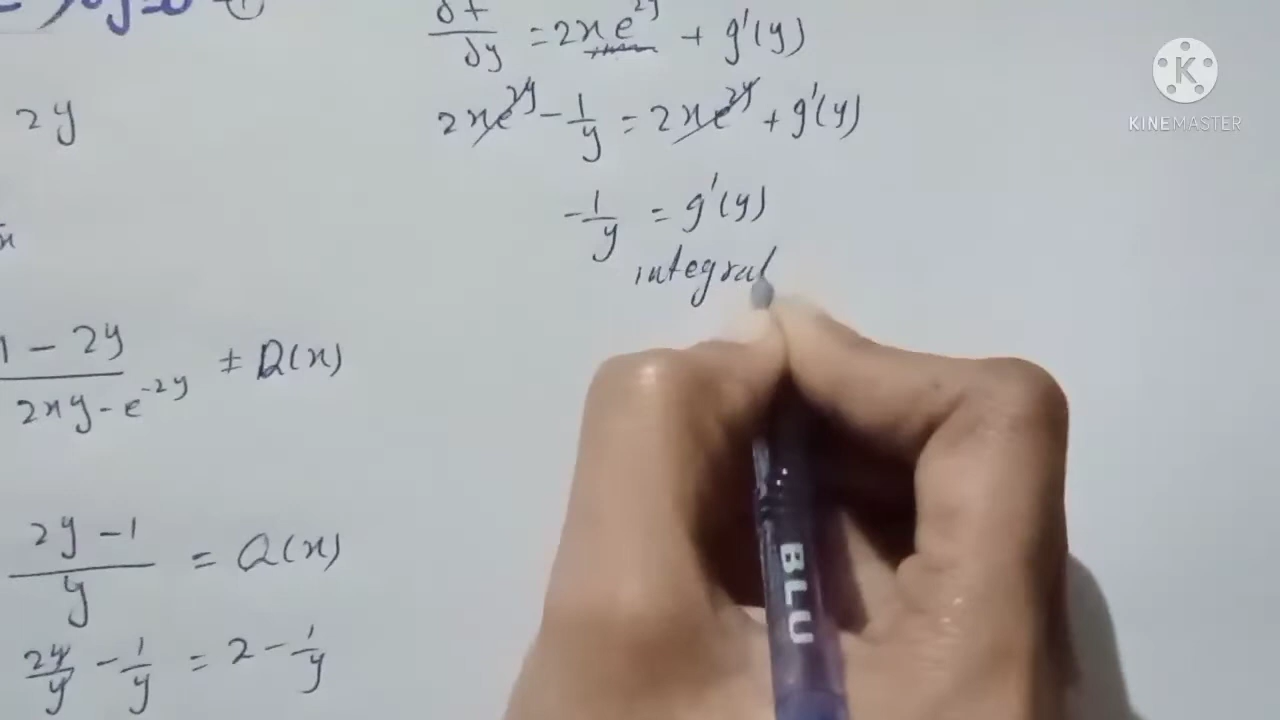 ∂f/∂y = 2xe^2y + g'(y)
2y
2xe^2y - 1/y = 2xe^2y + g'(y)
-1/y = g'(y)
integral
1 - 2y / 2xy - e^-2y ≠ Q(x)
2y - 1 / y = Q(x)
2y/y - 1/y = 2 - 1/y
KINEMASTER
BLU